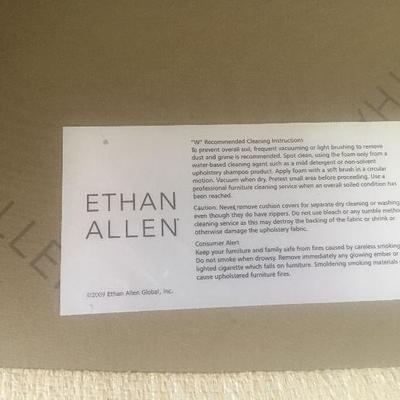 "W" Recommended Cleaning Instructions
To prevent overall soil, frequent vacuuming or light brushing to remove
dust and grime is recommended. Spot clean, using the foam only from a
water-based cleaning agent such as a mild detergent or non-solvent
upholstery shampoo product. Apply foam with a soft brush in a circular
motion. Vacuum when dry. Pretest small area before proceeding. Use a
professional furniture cleaning service when an overall soiled condition has
been reached.
Caution: Never remove cushion covers for separate dry cleaning or washing
even though they do have zippers. Do not use bleach or any tumble method
cleaning service as this may destroy the backing of the fabric or shrink or
otherwise damage the upholstery fabric.
Consumer Alert
Keep your furniture and family safe from fires caused by careless smoking.
Do not smoke when drowsy. Remove immediately any glowing ember or
lighted cigarette which falls on furniture. Smoldering smoking materials
cause upholstered furniture fires.
ETHAN
ALLEN
©2009 Ethan Allen Global, Inc.